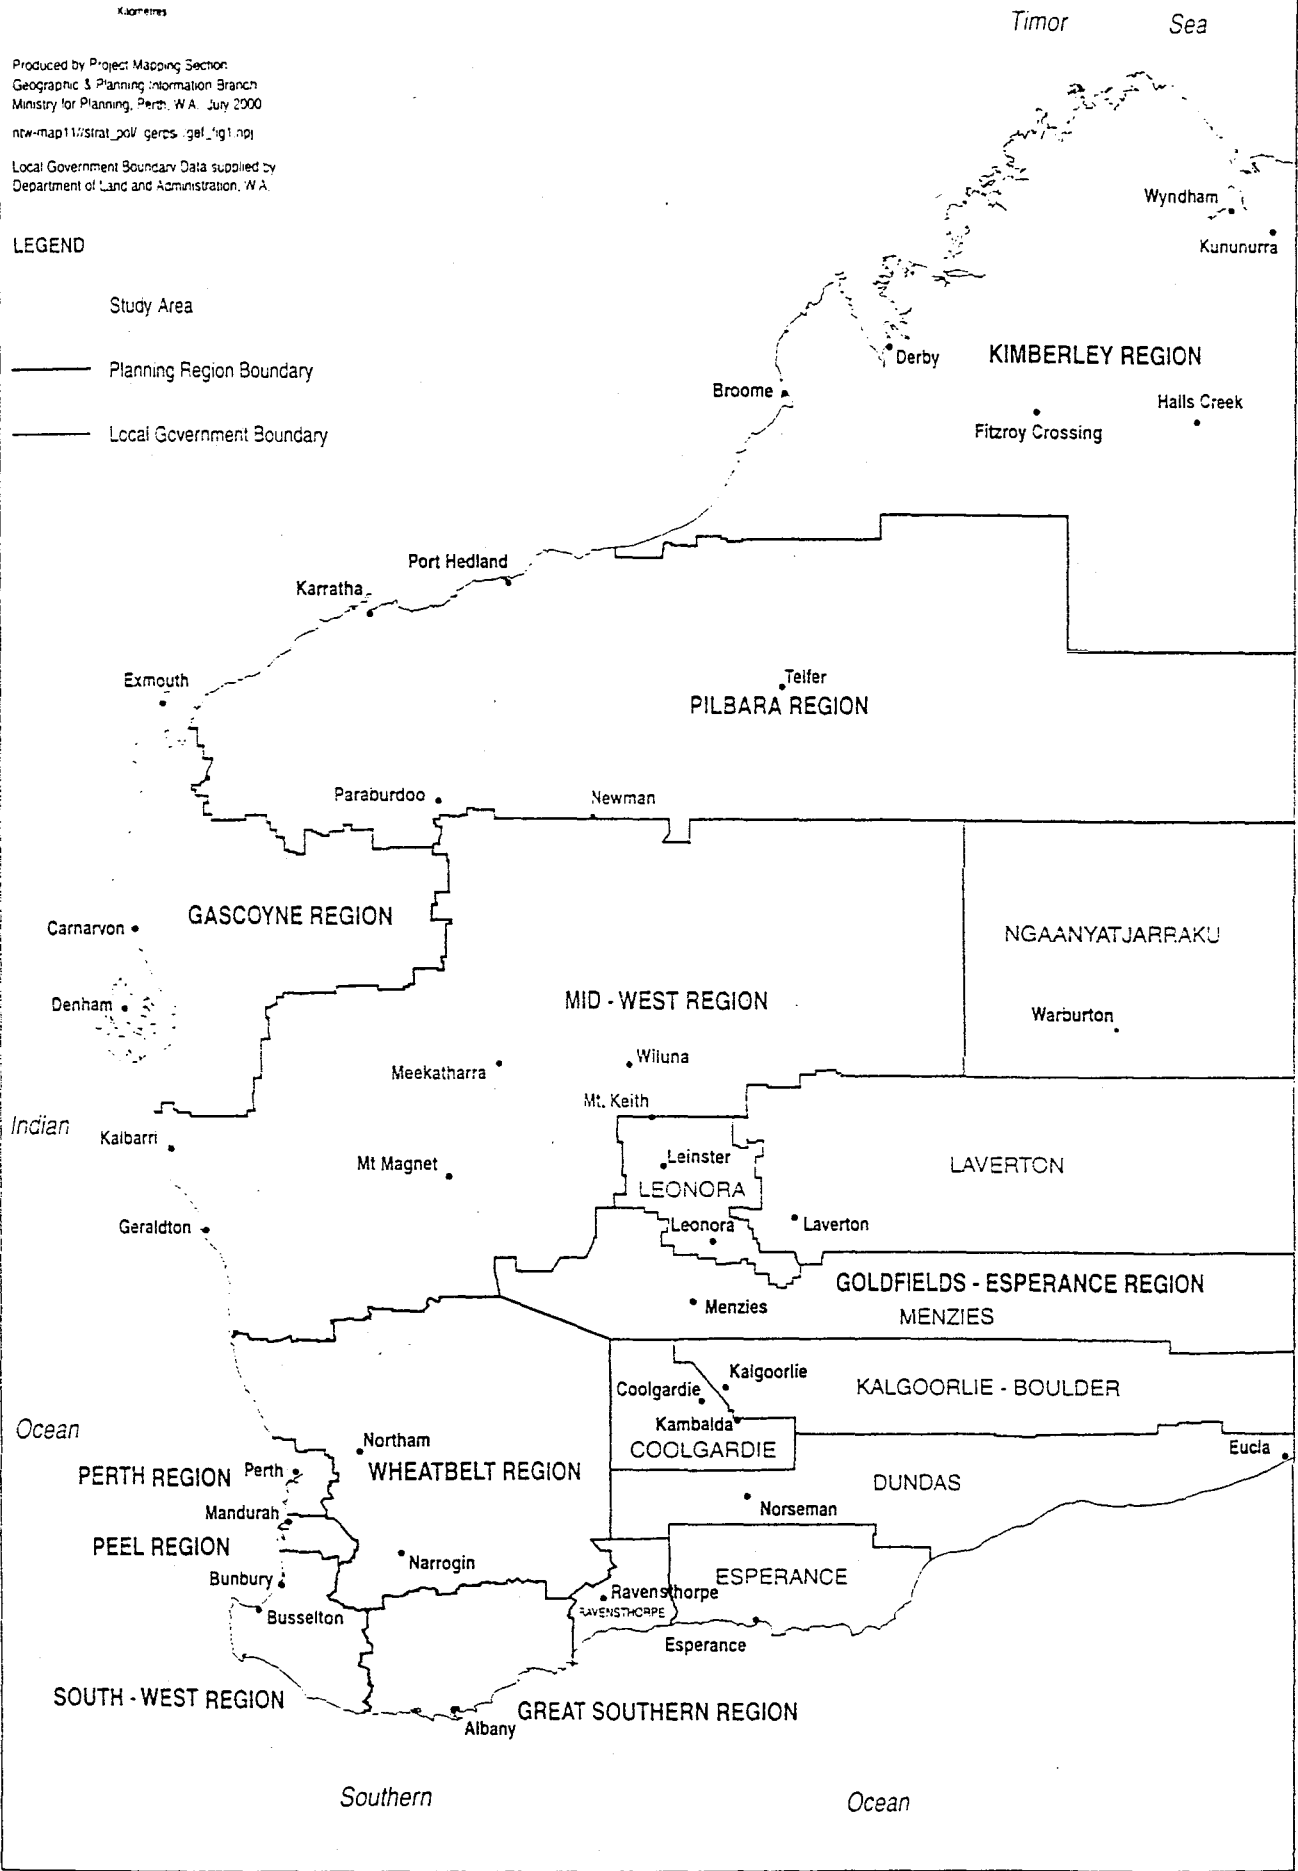 Kilometres
Timor Sea
Produced by Project Mapping Section
Geographic & Planning Information Branch
Ministry for Planning, Perth, W.A. July 2000
Local Government Boundary Data supplied by
Department of Land and Administration, W.A.
LEGEND
Study Area
Planning Region Boundary
Local Government Boundary
Wyndham
Kununurra
Derby
KIMBERLEY REGION
Broome
Halls Creek
Fitzroy Crossing
Port Hedland
Karratha
Exmouth
Telfer
PILBARA REGION
Paraburdoo
Newman
GASCOYNE REGION
Carnarvon
NGAANYATJARRAKU
Denham
MID - WEST REGION
Warburton
Meekatharra
Wiluna
Mt. Keith
Indian
Kalbarri
Mt Magnet
Leinster
LEONORA
LAVERTON
Geraldton
Leonora
Laverton
GOLDFIELDS - ESPERANCE REGION
Menzies
MENZIES
Kalgoorlie
Coolgardie
KALGOORLIE - BOULDER
Kambalda
Ocean
Northam
COOLGARDIE
Eucla
PERTH REGION
Perth
WHEATBELT REGION
DUNDAS
Mandurah
Norseman
PEEL REGION
Narrogin
Bunbury
ESPERANCE
Ravensthorpe
RAVENSTHORPE
Busselton
Esperance
SOUTH - WEST REGION
GREAT SOUTHERN REGION
Albany
Southern
Ocean